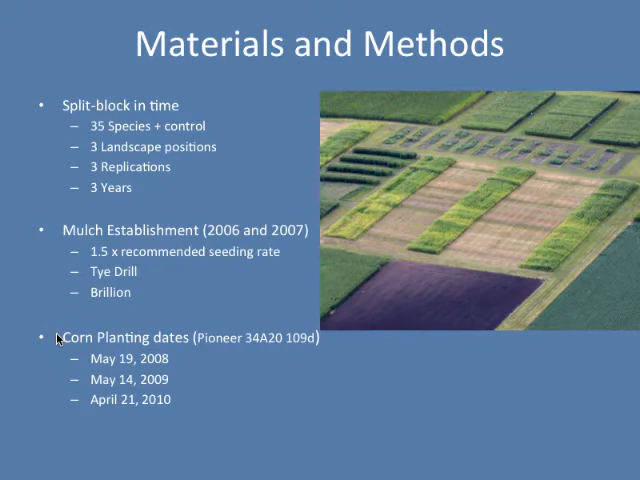 Materials and Methods
• Split-block in time
– 35 Species + control
– 3 Landscape positions
– 3 Replications
– 3 Years
• Mulch Establishment (2006 and 2007)
– 1.5 x recommended seeding rate
– Tye Drill
– Brillion
• Corn Planting dates (Pioneer 34A20 109d)
– May 19, 2008
– May 14, 2009
– April 21, 2010